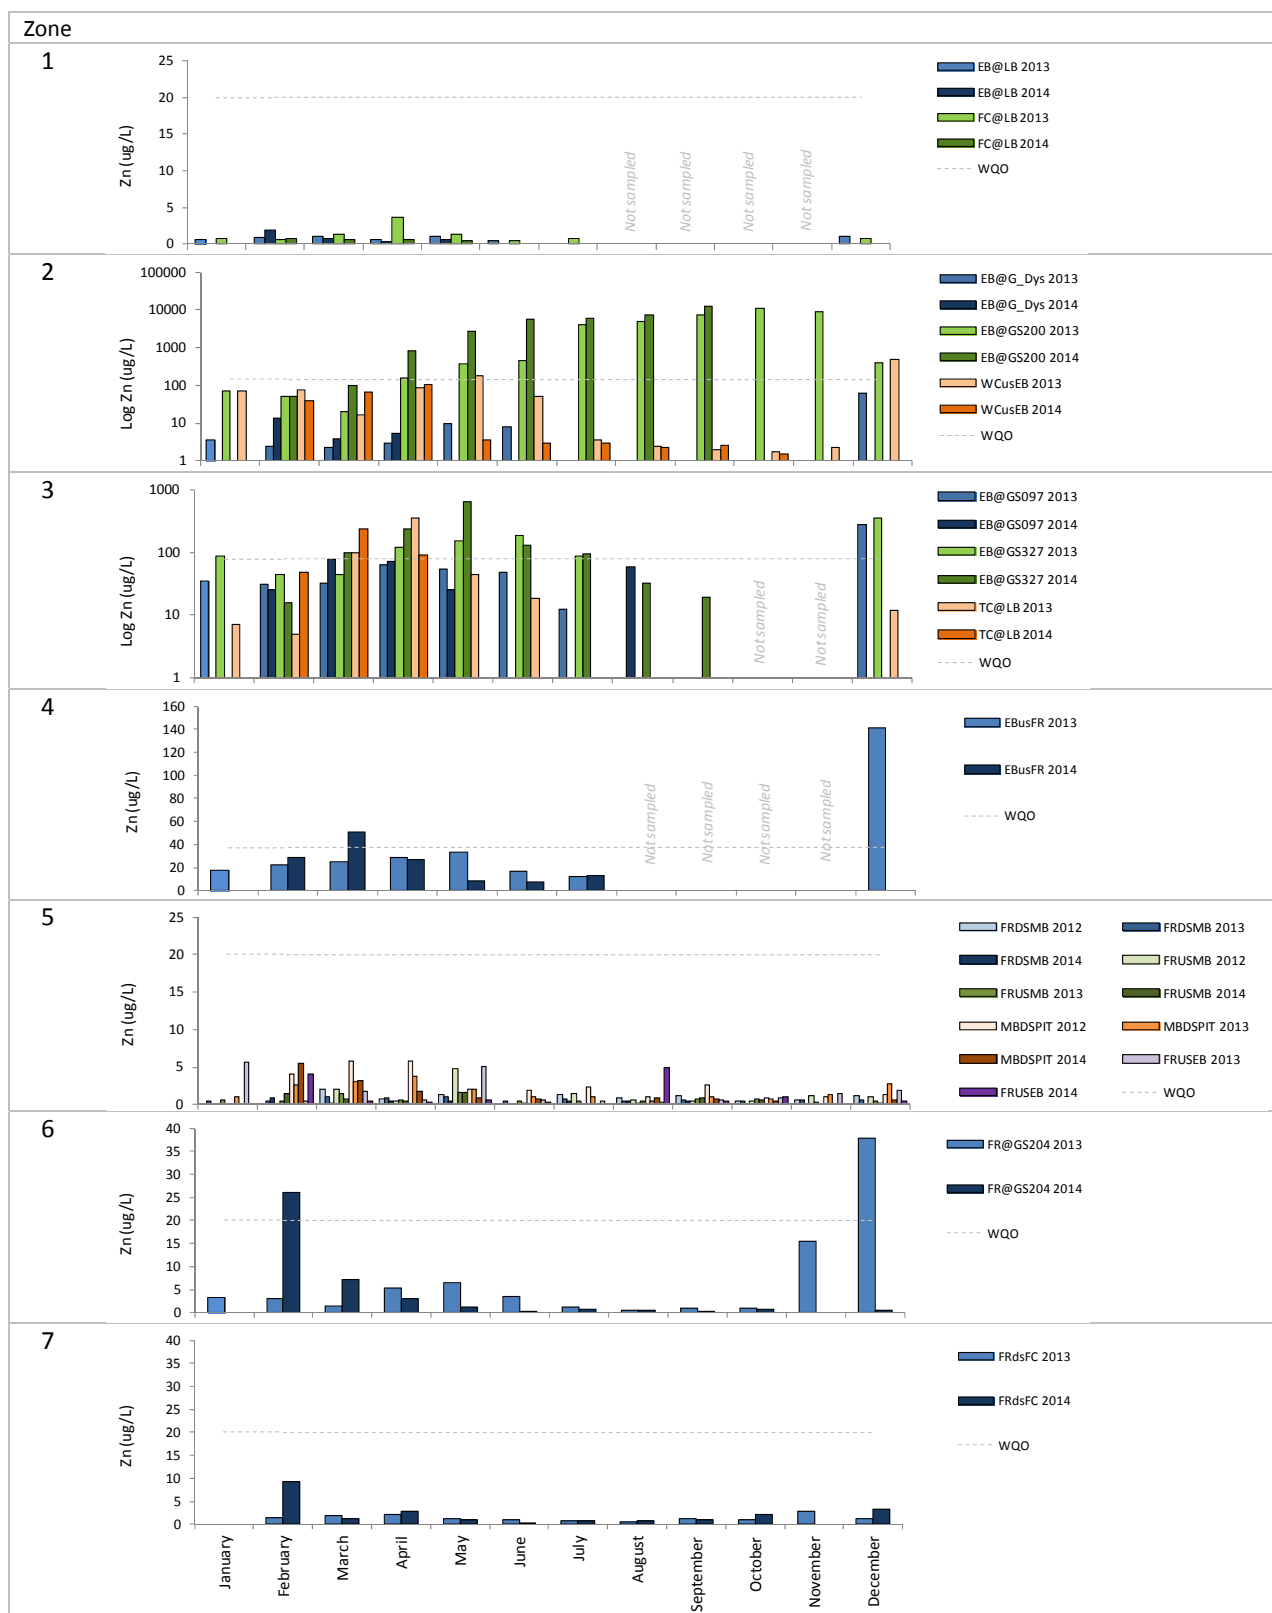 Zone
1
25
20
15
10
5
0
Zn (ug/L)
Not sampled
Not sampled
Not sampled
Not sampled
EB@LB 2013
EB@LB 2014
FC@LB 2013
FC@LB 2014
WQO
2
100000
10000
1000
100
10
1
Log Zn (ug/L)
EB@G_Dys 2013
EB@G_Dys 2014
EB@GS200 2013
EB@GS200 2014
WCusEB 2013
WCusEB 2014
WQO
3
1000
100
10
1
Log Zn (ug/L)
Not sampled
Not sampled
EB@GS097 2013
EB@GS097 2014
EB@GS327 2013
EB@GS327 2014
TC@LB 2013
TC@LB 2014
WQO
4
160
140
120
100
80
60
40
20
0
Zn (ug/L)
Not sampled
Not sampled
Not sampled
Not sampled
EBusFR 2013
EBusFR 2014
WQO
5
25
20
15
10
5
0
Zn (ug/L)
FRDSMB 2012 FRDSMB 2013
FRDSMB 2014 FRUSMB 2012
FRUSMB 2013 FRUSMB 2014
MBDSPIT 2012 MBDSPIT 2013
MBDSPIT 2014 FRUSEB 2013
FRUSEB 2014 WQO
6
40
35
30
25
20
15
10
5
0
Zn (ug/L)
FR@GS204 2013
FR@GS204 2014
WQO
7
40
35
30
25
20
15
10
5
0
Zn (ug/L)
FRdsFC 2013
FRdsFC 2014
WQO
January
February
March
April
May
June
July
August
September
October
November
December